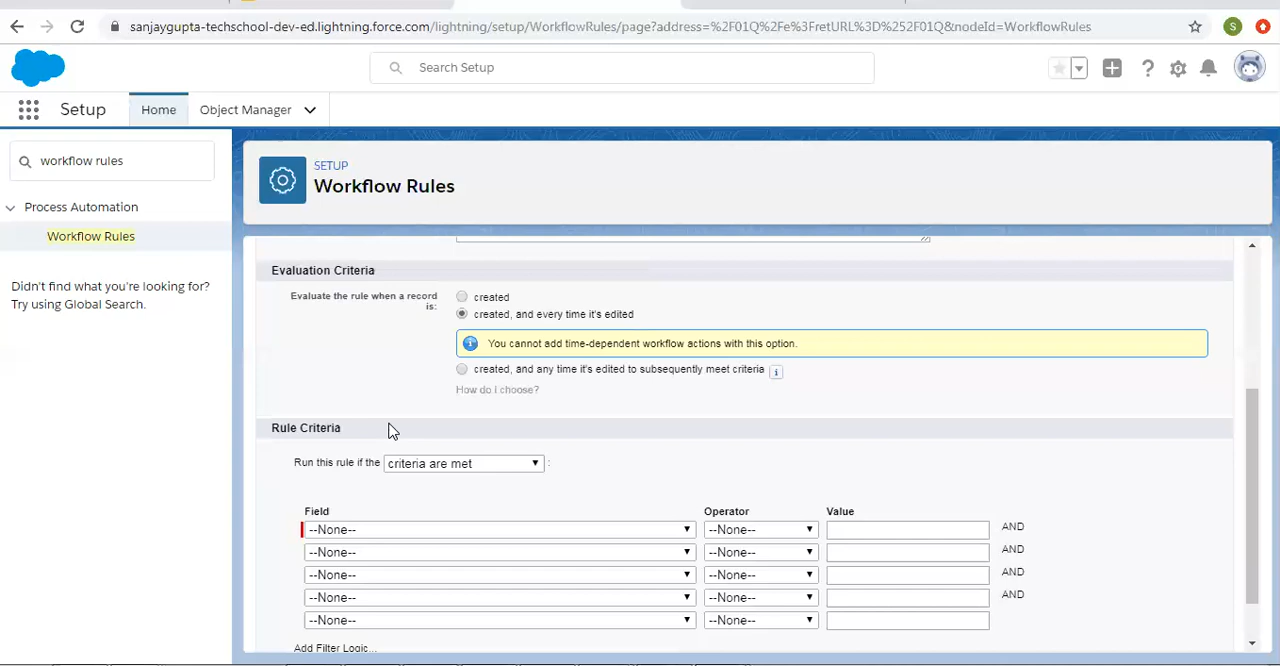 sanjaygupta-techschool-dev-ed.lightning.force.com/lightning/setup/WorkflowRules/page?address=%2F01Q%2Fe%3FretURL%3D%252F01Q&nodeId=WorkflowRules
S
Search Setup
Setup
Home
Object Manager
workflow rules
Process Automation
Workflow Rules
Didn't find what you're looking for?
Try using Global Search.
SETUP
Workflow Rules
Evaluation Criteria
Evaluate the rule when a record
is:
created
created, and every time it's edited
You cannot add time-dependent workflow actions with this option.
created, and any time it's edited to subsequently meet criteria
How do I choose?
Rule Criteria
Run this rule if the criteria are met :
Field Operator Value
--None-- --None-- AND
--None-- --None-- AND
--None-- --None-- AND
--None-- --None-- AND
--None-- --None--
Add Filter Logic...